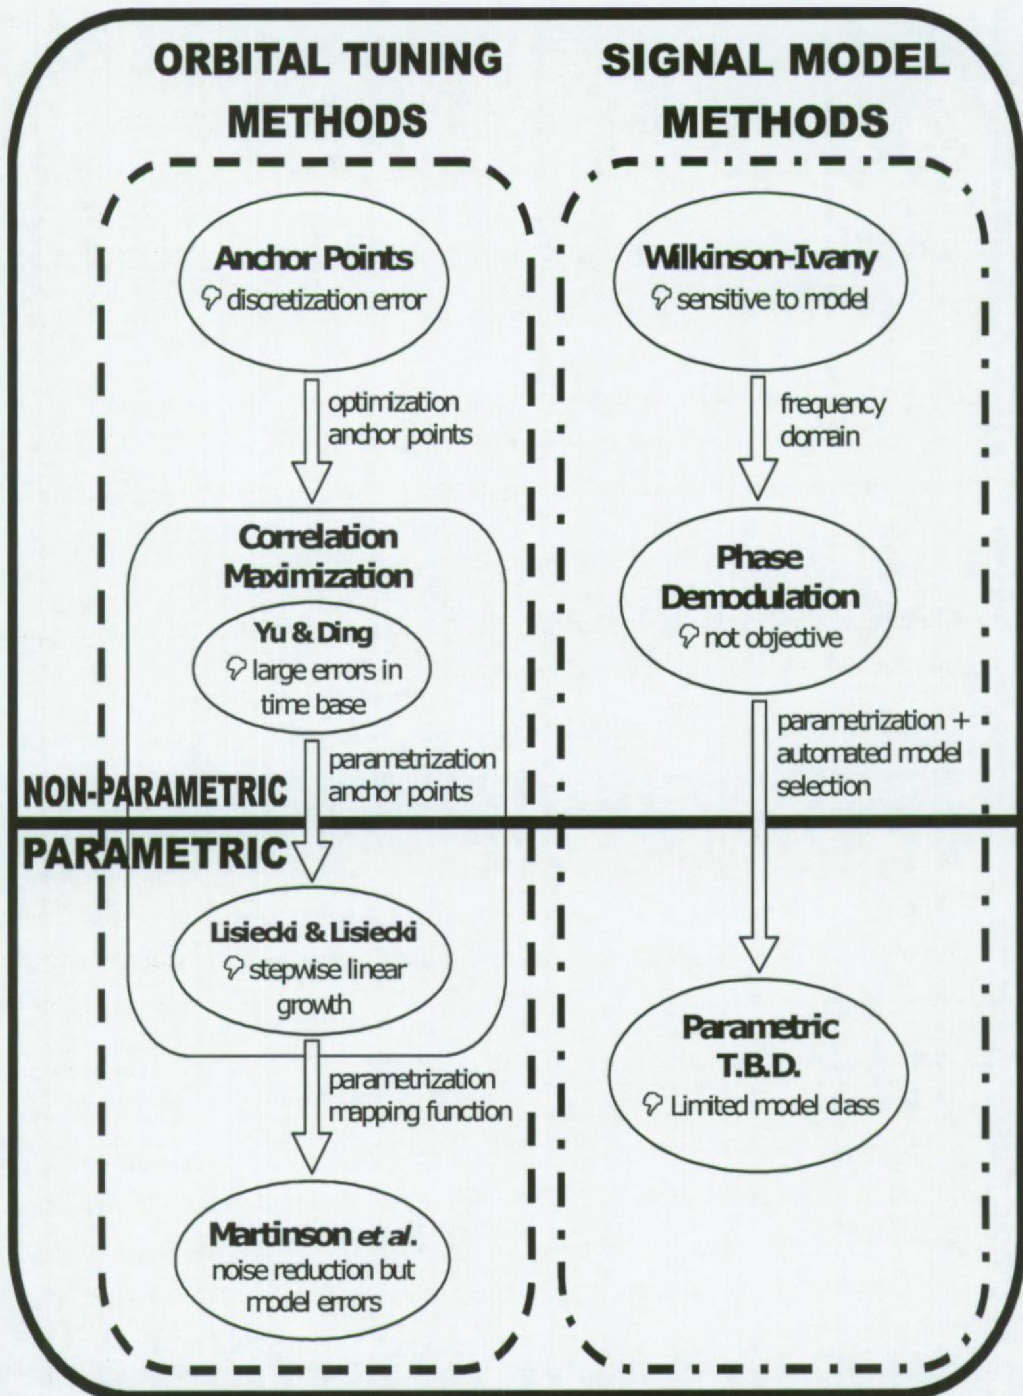 ORBITAL TUNING
METHODS
Anchor Points
discretization error
optimization
anchor points
Correlation
Maximization
Yu & Ding
large errors in
time base
parametrization
anchor points
NON-PARAMETRIC
PARAMETRIC
Lisiecki & Lisiecki
stepwise linear
growth
parametrization
mapping function
Martinson et al.
noise reduction but
model errors
SIGNAL MODEL
METHODS
Wilkinson-Ivany
sensitive to model
frequency
domain
Phase
Demodulation
not objective
parametrization +
automated model
selection
Parametric
T.B.D.
Limited model class